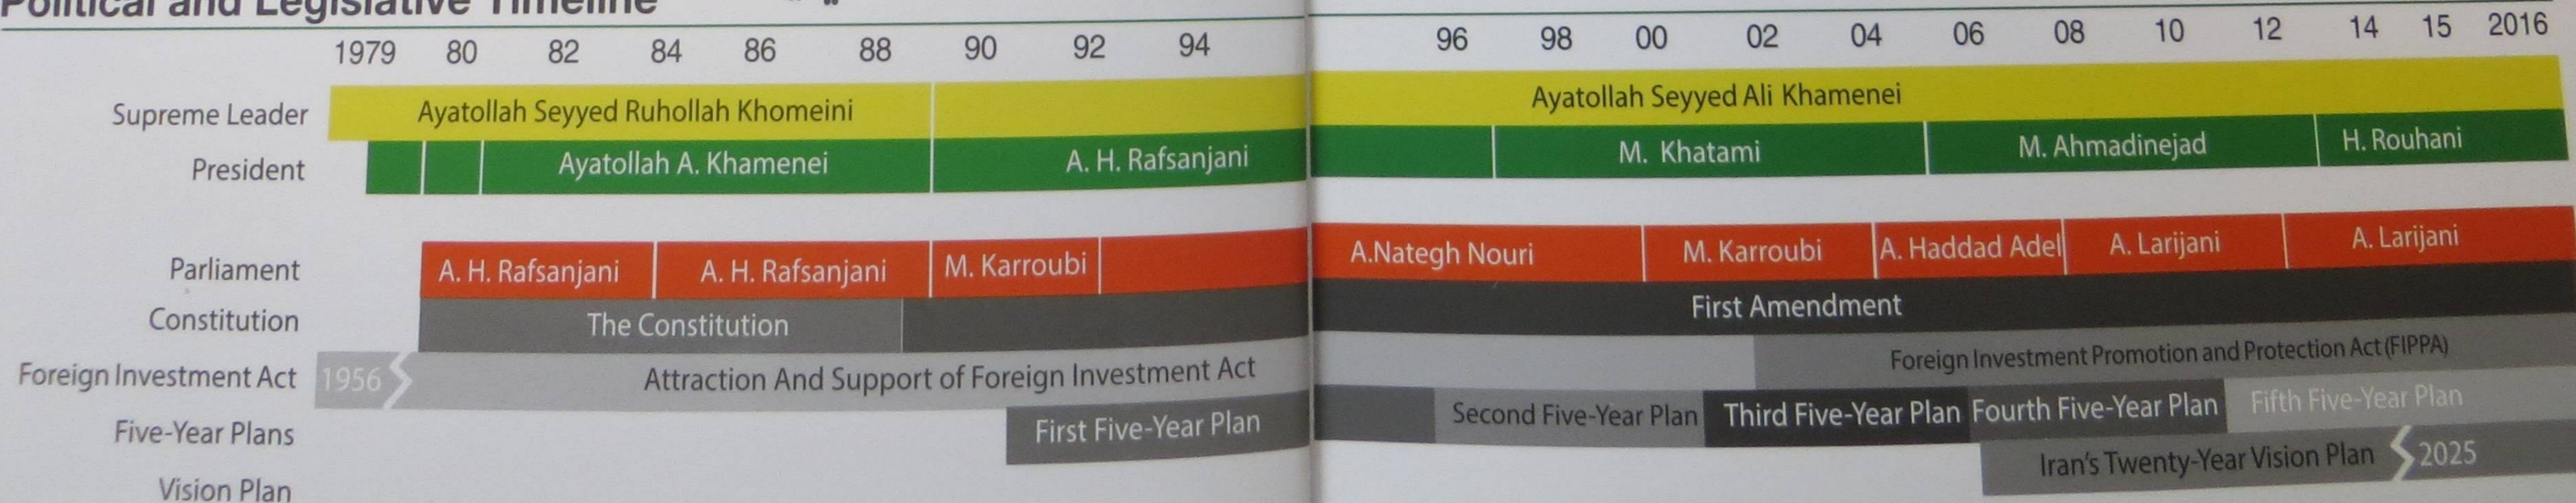 Political and Legislative Timeline
1979 80 82 84 86 88 90 92 94 96 98 00 02 04 06 08 10 12 14 15 2016
Supreme Leader Ayatollah Seyyed Ruhollah Khomeini Ayatollah Seyyed Ali Khamenei
President Ayatollah A. Khamenei A. H. Rafsanjani M. Khatami M. Ahmadinejad H. Rouhani
Parliament A. H. Rafsanjani A. H. Rafsanjani M. Karroubi A.Nategh Nouri M. Karroubi A. Haddad Adel A. Larijani A. Larijani
Constitution The Constitution First Amendment
Foreign Investment Act 1956 Attraction And Support of Foreign Investment Act Foreign Investment Promotion and Protection Act (FIPPA)
Five-Year Plans First Five-Year Plan Second Five-Year Plan Third Five-Year Plan Fourth Five-Year Plan Fifth Five-Year Plan
Vision Plan Iran's Twenty-Year Vision Plan 2025